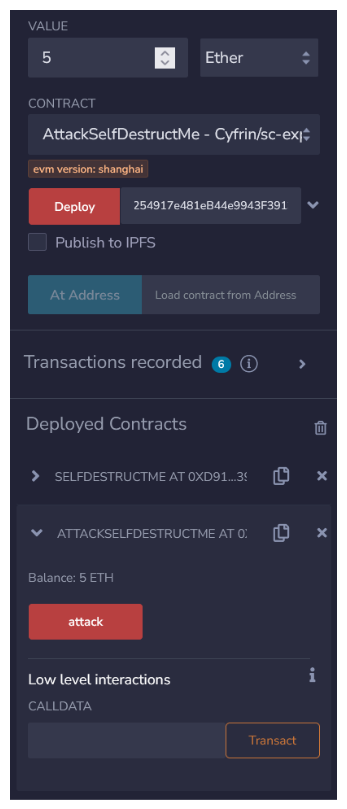 VALUE
5
Ether
CONTRACT
AttackSelfDestructMe - Cyfrin/sc-exp
evm version: shanghai
Deploy
254917e481eB44e9943F391
Publish to IPFS
At Address
Load contract from Address
Transactions recorded 6 i
Deployed Contracts
SELFDESTRUCTME AT 0XD91...39
ATTACKSELFDESTRUCTME AT 0X
Balance: 5 ETH
attack
Low level interactions i
CALLDATA
Transact